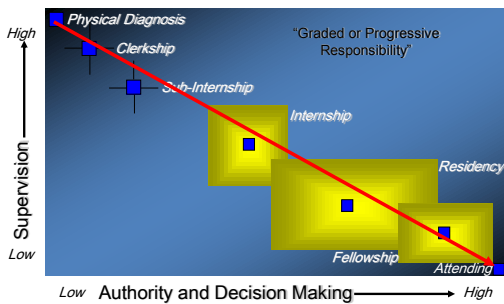 Physical Diagnosis
High
"Graded or Progressive
Responsibility"
Clerkship
Sub-Internship
Internship
Supervision
Residency
Low
Fellowship
Attending
Low
Authority and Decision Making
High